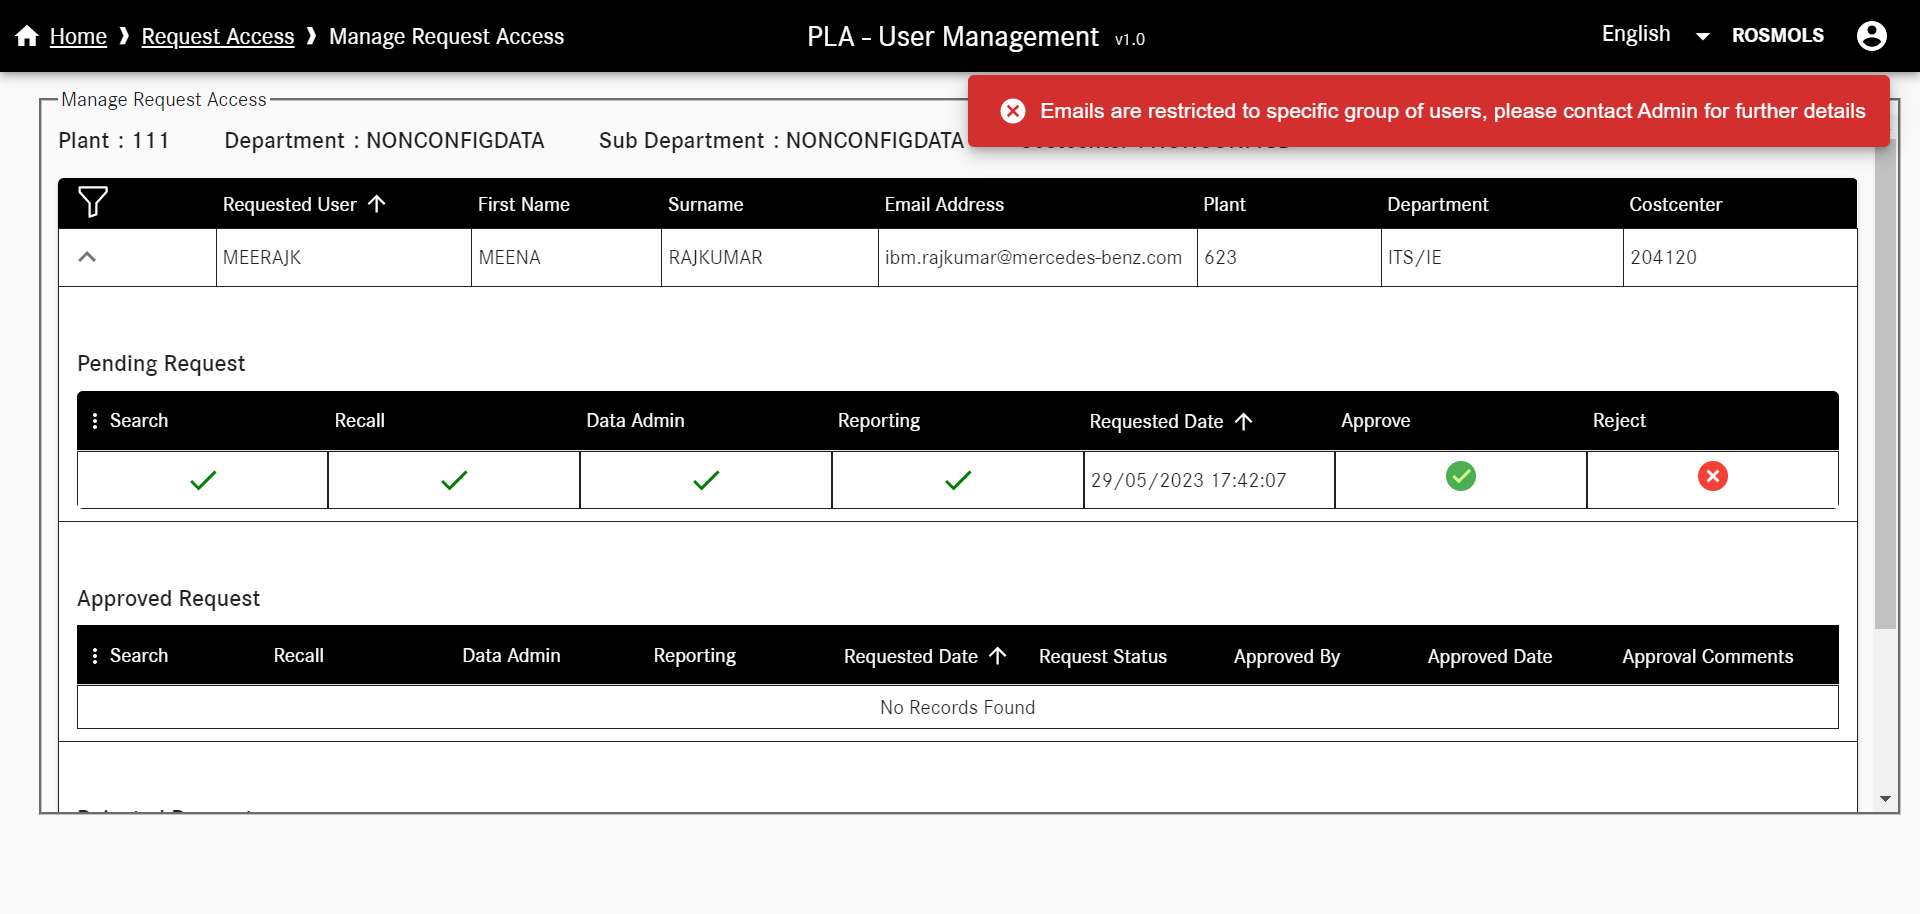 Home ❱ Request Access ❱ Manage Request Access
PLA - User Management v1.0
English
ROSMOLS
Emails are restricted to specific group of users, please contact Admin for further details
Manage Request Access
Plant : 111 Department : NONCONFIGDATA Sub Department : NONCONFIGDATA
Requested User First Name Surname Email Address Plant Department Costcenter
MEERAJK MEENA RAJKUMAR ibm.rajkumar@mercedes-benz.com 623 ITS/IE 204120
Pending Request
Search Recall Data Admin Reporting Requested Date Approve Reject
29/05/2023 17:42:07
Approved Request
Search Recall Data Admin Reporting Requested Date Request Status Approved By Approved Date Approval Comments
No Records Found